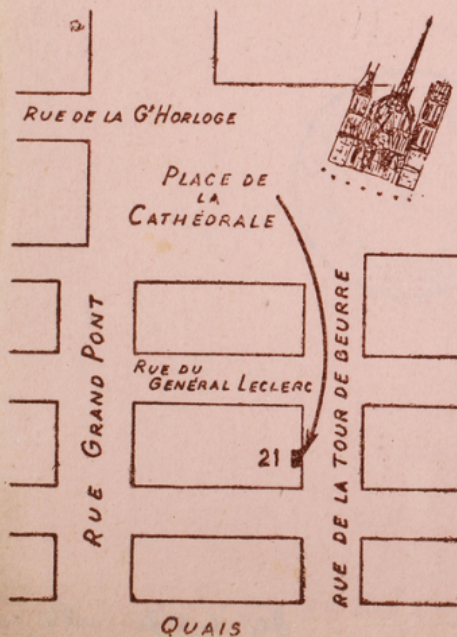 RUE DE LA Gᵈ HORLOGE
PLACE DE
LA
CATHÉDRALE
RUE GRAND PONT
RUE DU
GÉNÉRAL LECLERC
RUE DE LA TOUR DE BEURRE
21
QUAIS